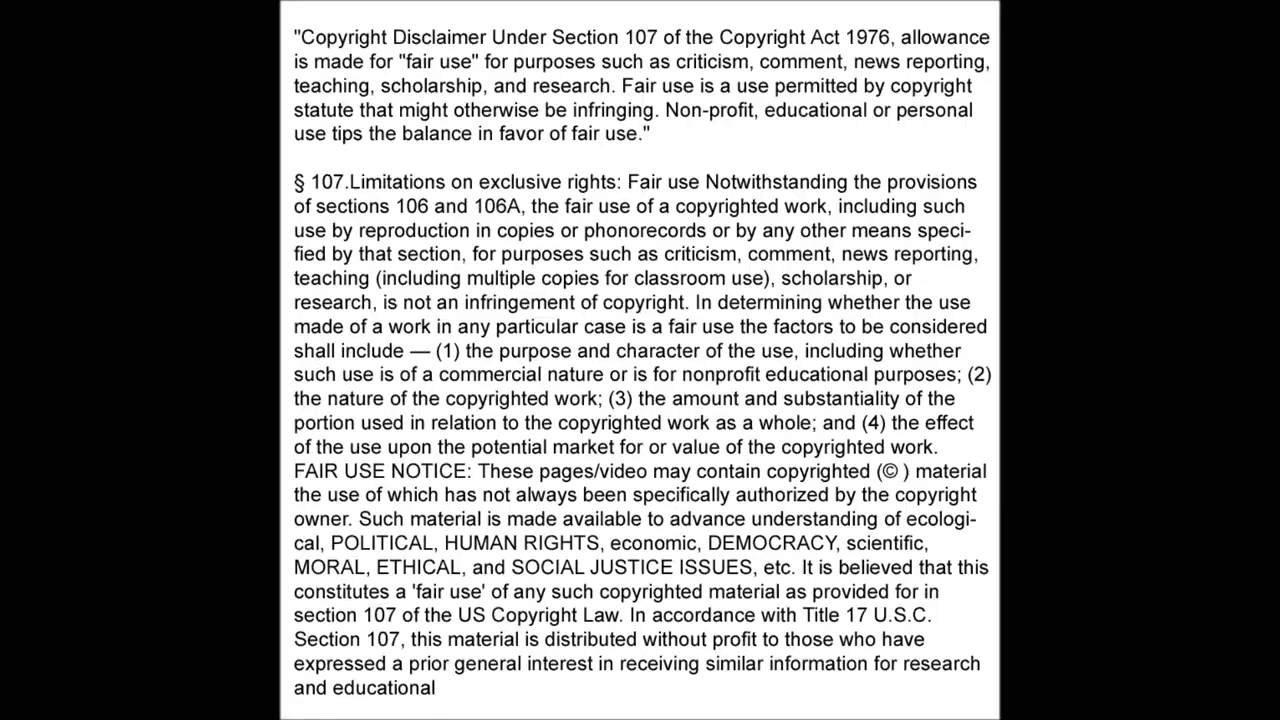 "Copyright Disclaimer Under Section 107 of the Copyright Act 1976, allowance
is made for "fair use" for purposes such as criticism, comment, news reporting,
teaching, scholarship, and research. Fair use is a use permitted by copyright
statute that might otherwise be infringing. Non-profit, educational or personal
use tips the balance in favor of fair use."
§ 107.Limitations on exclusive rights: Fair use Notwithstanding the provisions
of sections 106 and 106A, the fair use of a copyrighted work, including such
use by reproduction in copies or phonorecords or by any other means speci-
fied by that section, for purposes such as criticism, comment, news reporting,
teaching (including multiple copies for classroom use), scholarship, or
research, is not an infringement of copyright. In determining whether the use
made of a work in any particular case is a fair use the factors to be considered
shall include — (1) the purpose and character of the use, including whether
such use is of a commercial nature or is for nonprofit educational purposes; (2)
the nature of the copyrighted work; (3) the amount and substantiality of the
portion used in relation to the copyrighted work as a whole; and (4) the effect
of the use upon the potential market for or value of the copyrighted work.
FAIR USE NOTICE: These pages/video may contain copyrighted (© ) material
the use of which has not always been specifically authorized by the copyright
owner. Such material is made available to advance understanding of ecologi-
cal, POLITICAL, HUMAN RIGHTS, economic, DEMOCRACY, scientific,
MORAL, ETHICAL, and SOCIAL JUSTICE ISSUES, etc. It is believed that this
constitutes a 'fair use' of any such copyrighted material as provided for in
section 107 of the US Copyright Law. In accordance with Title 17 U.S.C.
Section 107, this material is distributed without profit to those who have
expressed a prior general interest in receiving similar information for research
and educational